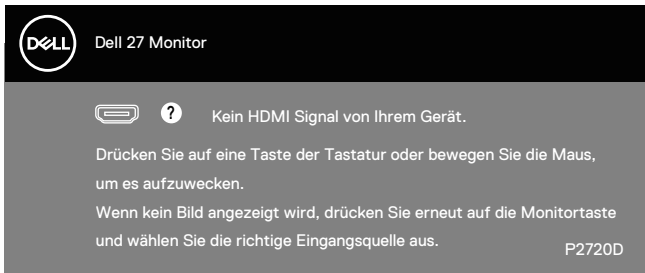 DELL
Dell 27 Monitor
? Kein HDMI Signal von Ihrem Gerät.
Drücken Sie auf eine Taste der Tastatur oder bewegen Sie die Maus,
um es aufzuwecken.
Wenn kein Bild angezeigt wird, drücken Sie erneut auf die Monitortaste
und wählen Sie die richtige Eingangsquelle aus.
P2720D